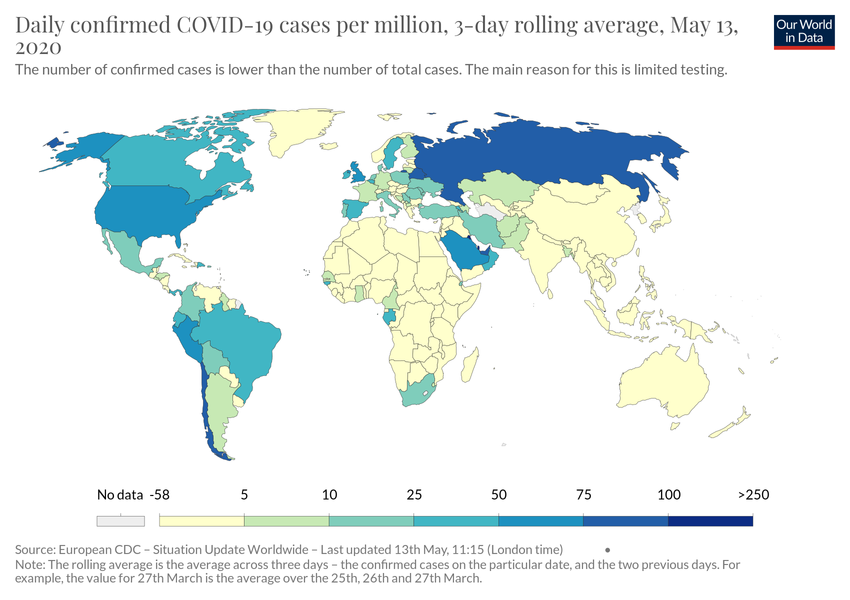 Daily confirmed COVID-19 cases per million, 3-day rolling average, May 13,
2020
Our World
in Data
The number of confirmed cases is lower than the number of total cases. The main reason for this is limited testing.
No data -58 5 10 25 50 75 100 >250
Source: European CDC – Situation Update Worldwide – Last updated 13th May, 11:15 (London time)
Note: The rolling average is the average across three days – the confirmed cases on the particular date, and the two previous days. For
example, the value for 27th March is the average over the 25th, 26th and 27th March.